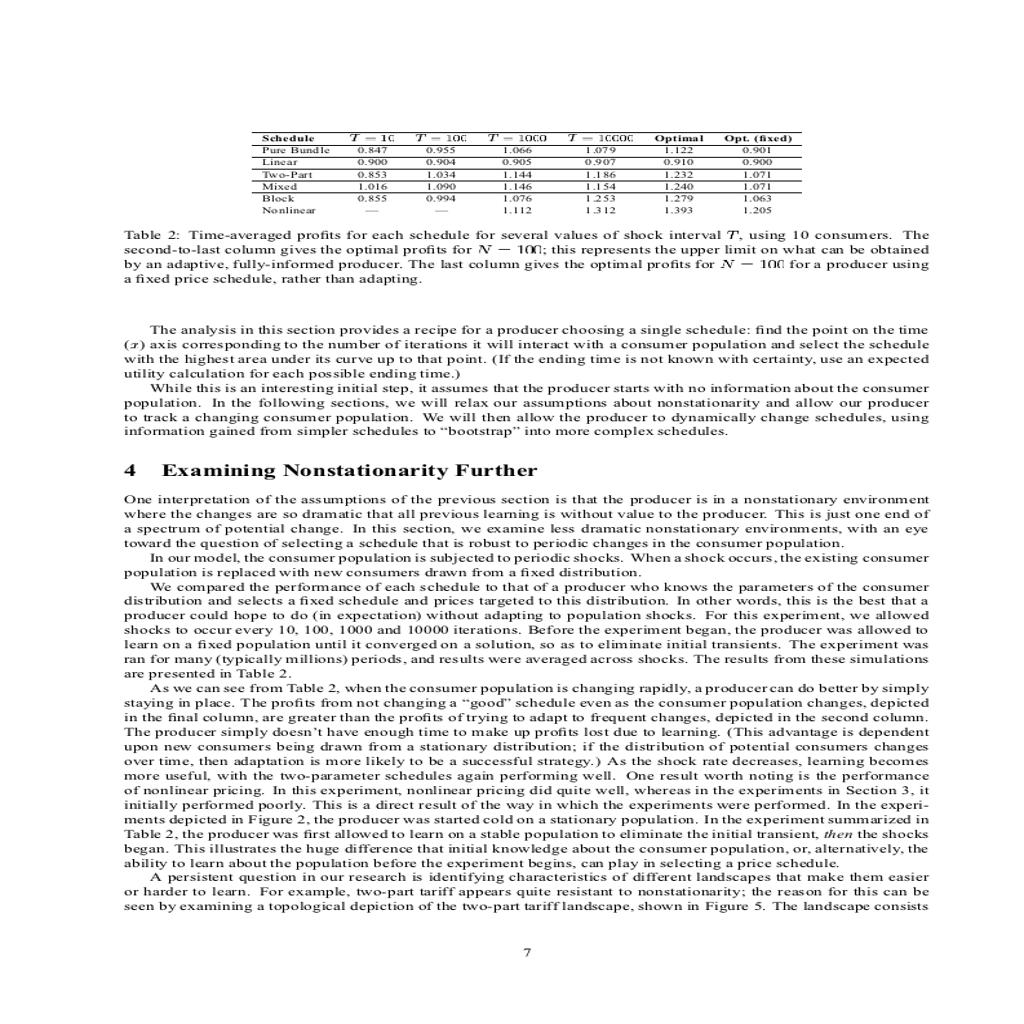 Schedule T = 10 T = 100 T = 1000 T = 10000 Optimal Opt. (fixed)
Pure Bundle 0.847 0.955 1.066 1.079 1.122 0.901
Linear 0.900 0.904 0.905 0.907 0.910 0.900
Two-Part 0.853 1.034 1.144 1.186 1.232 1.071
Mixed 1.016 1.090 1.146 1.154 1.240 1.071
Block 0.855 0.994 1.076 1.253 1.279 1.063
Nonlinear — — 1.112 1.312 1.393 1.205
Table 2: Time-averaged profits for each schedule for several values of shock interval T, using 10 consumers. The
second-to-last column gives the optimal profits for N = 100; this represents the upper limit on what can be obtained
by an adaptive, fully-informed producer. The last column gives the optimal profits for N = 100 for a producer using
a fixed price schedule, rather than adapting.
The analysis in this section provides a recipe for a producer choosing a single schedule: find the point on the time
(x) axis corresponding to the number of iterations it will interact with a consumer population and select the schedule
with the highest area under its curve up to that point. (If the ending time is not known with certainty, use an expected
utility calculation for each possible ending time.)
While this is an interesting initial step, it assumes that the producer starts with no information about the consumer
population. In the following sections, we will relax our assumptions about nonstationarity and allow our producer
to track a changing consumer population. We will then allow the producer to dynamically change schedules, using
information gained from simpler schedules to “bootstrap” into more complex schedules.
4 Examining Nonstationarity Further
One interpretation of the assumptions of the previous section is that the producer is in a nonstationary environment
where the changes are so dramatic that all previous learning is without value to the producer. This is just one end of
a spectrum of potential change. In this section, we examine less dramatic nonstationary environments, with an eye
toward the question of selecting a schedule that is robust to periodic changes in the consumer population.
In our model, the consumer population is subjected to periodic shocks. When a shock occurs, the existing consumer
population is replaced with new consumers drawn from a fixed distribution.
We compared the performance of each schedule to that of a producer who knows the parameters of the consumer
distribution and selects a fixed schedule and prices targeted to this distribution. In other words, this is the best that a
producer could hope to do (in expectation) without adapting to population shocks. For this experiment, we allowed
shocks to occur every 10, 100, 1000 and 10000 iterations. Before the experiment began, the producer was allowed to
learn on a fixed population until it converged on a solution, so as to eliminate initial transients. The experiment was
ran for many (typically millions) periods, and results were averaged across shocks. The results from these simulations
are presented in Table 2.
As we can see from Table 2, when the consumer population is changing rapidly, a producer can do better by simply
staying in place. The profits from not changing a “good” schedule even as the consumer population changes, depicted
in the final column, are greater than the profits of trying to adapt to frequent changes, depicted in the second column.
The producer simply doesn’t have enough time to make up profits lost due to learning. (This advantage is dependent
upon new consumers being drawn from a stationary distribution; if the distribution of potential consumers changes
over time, then adaptation is more likely to be a successful strategy.) As the shock rate decreases, learning becomes
more useful, with the two-parameter schedules again performing well. One result worth noting is the performance
of nonlinear pricing. In this experiment, nonlinear pricing did quite well, whereas in the experiments in Section 3, it
initially performed poorly. This is a direct result of the way in which the experiments were performed. In the experi-
ments depicted in Figure 2, the producer was started cold on a stationary population. In the experiment summarized in
Table 2, the producer was first allowed to learn on a stable population to eliminate the initial transient, then the shocks
began. This illustrates the huge difference that initial knowledge about the consumer population, or, alternatively, the
ability to learn about the population before the experiment begins, can play in selecting a price schedule.
A persistent question in our research is identifying characteristics of different landscapes that make them easier
or harder to learn. For example, two-part tariff appears quite resistant to nonstationarity; the reason for this can be
seen by examining a topological depiction of the two-part tariff landscape, shown in Figure 5. The landscape consists
7